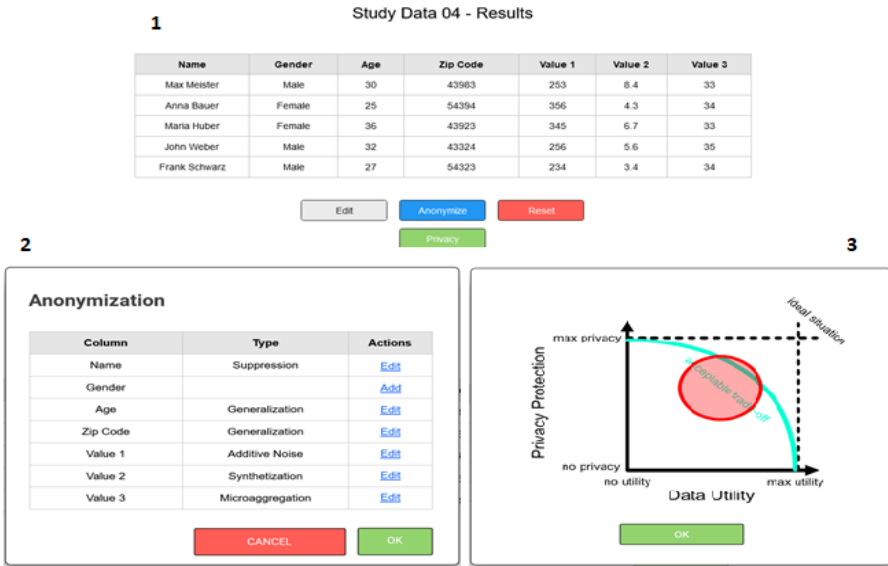 Study Data 04 - Results
1
Name Gender Age Zip Code Value 1 Value 2 Value 3
Max Meister Male 30 43983 253 8.4 33
Anna Bauer Female 25 54394 356 4.3 34
Maria Huber Female 36 43923 345 6.7 33
John Weber Male 32 43324 256 5.6 35
Frank Schwarz Male 27 54323 234 3.4 34
Edit Anonymize Reset
Privacy
2
Anonymization
Column Type Actions
Name Suppression Edit
Gender Add
Age Generalization Edit
Zip Code Generalization Edit
Value 1 Additive Noise Edit
Value 2 Synthetization Edit
Value 3 Microaggregation Edit
CANCEL OK
3
ideal situation
max privacy
acceptable trade-off
Privacy Protection
no privacy
no utility
max utility
Data Utility
OK